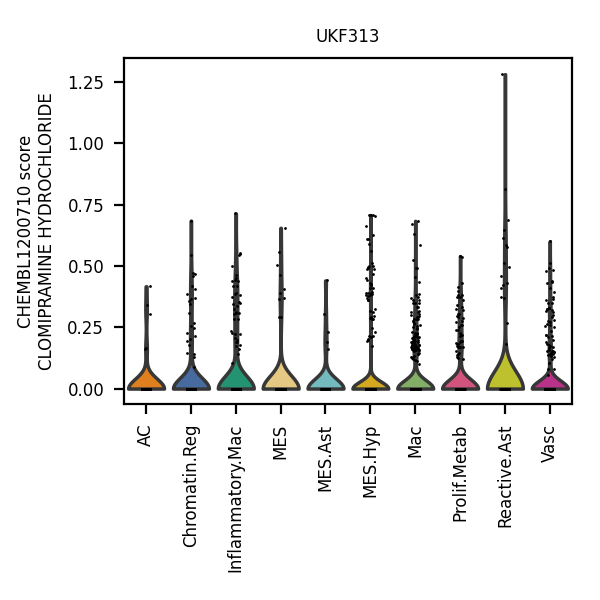 UKF313
CHEMBL1200710 score
CLOMIPRAMINE HYDROCHLORIDE
1.25
1.00
0.75
0.50
0.25
0.00
AC
Chromatin.Reg
Inflammatory.Mac
MES
MES.Ast
MES.Hyp
Mac
Prolif.Metab
Reactive.Ast
Vasc